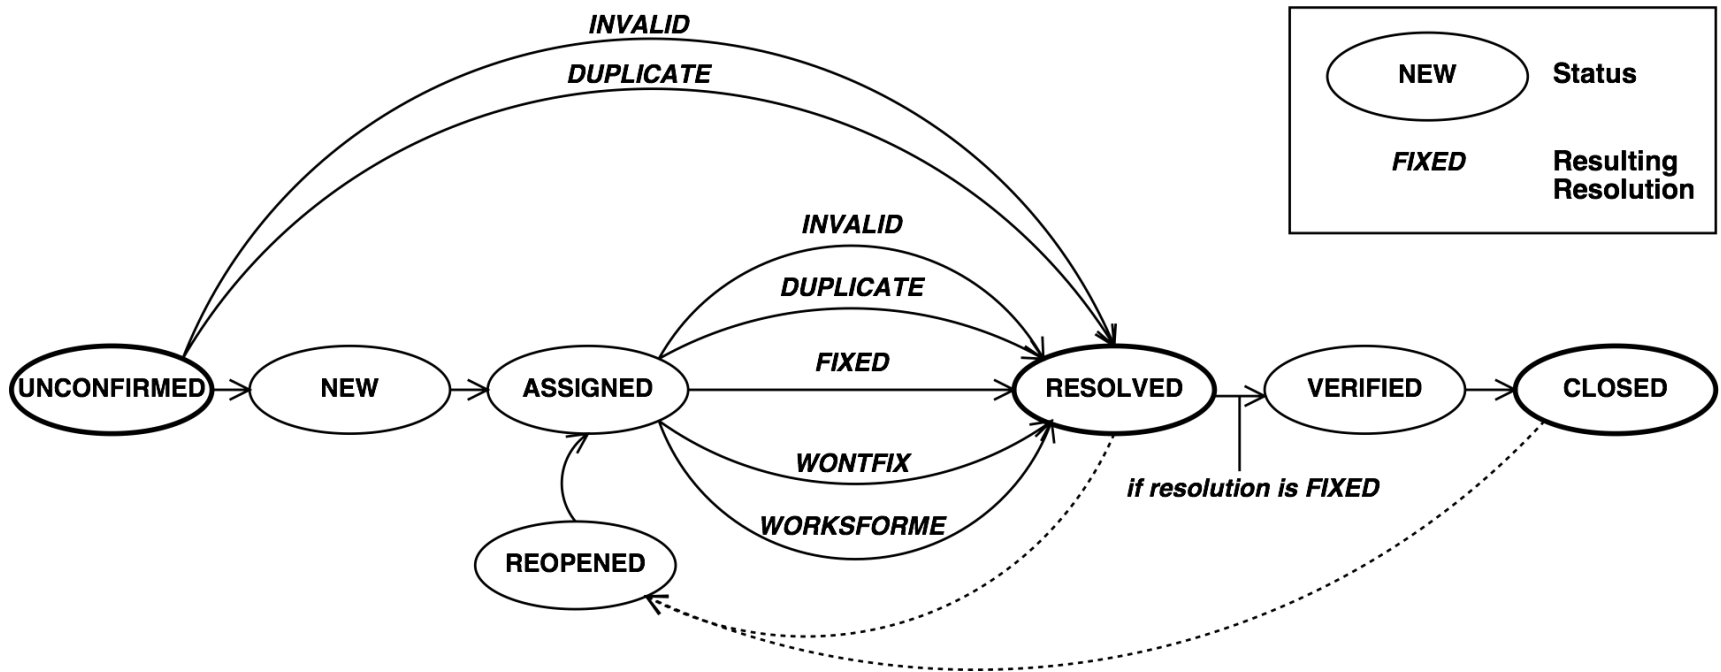 INVALID
DUPLICATE
NEW
Status
FIXED
Resulting
Resolution
INVALID
DUPLICATE
FIXED
UNCONFIRMED
NEW
ASSIGNED
RESOLVED
VERIFIED
CLOSED
WONTFIX
if resolution is FIXED
WORKSFORME
REOPENED